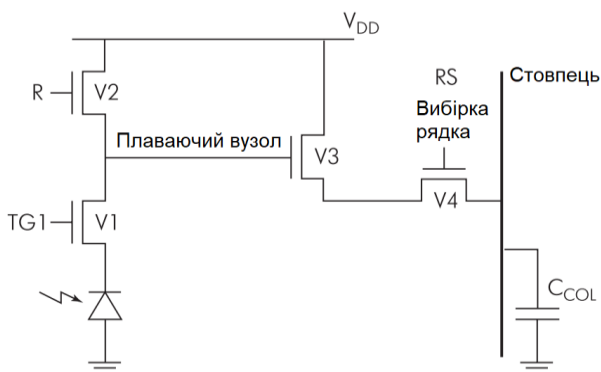 VDD
R
V2
RS
Стовпець
Вибірка
рядка
Плаваючий вузол
V3
V4
TG1
V1
CCOL